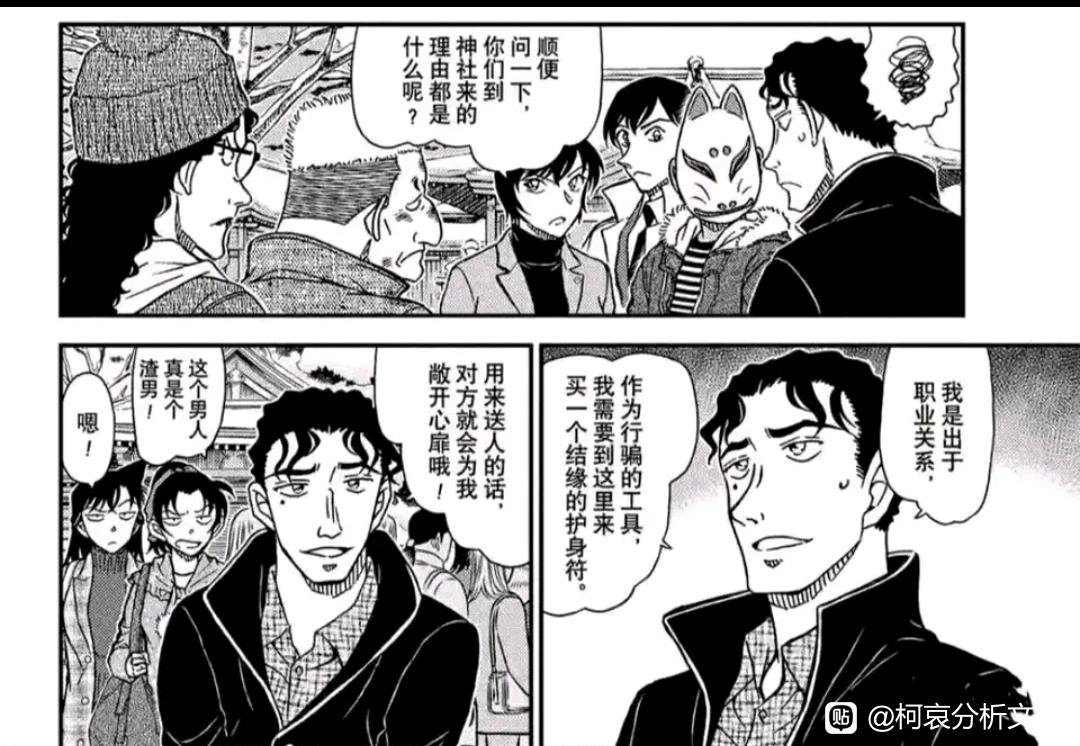 顺便
问一下，
你们到
神社来的
理由都是
什么呢？
我是出于
职业关系，
作为行骗的工具，
我需要到这里来
买一个结缘的护身符。
用来送人的话，
对方就会为我
敞开心扉哦！
这个男人
真是个
渣男！
嗯！
贴 @柯哀分析文